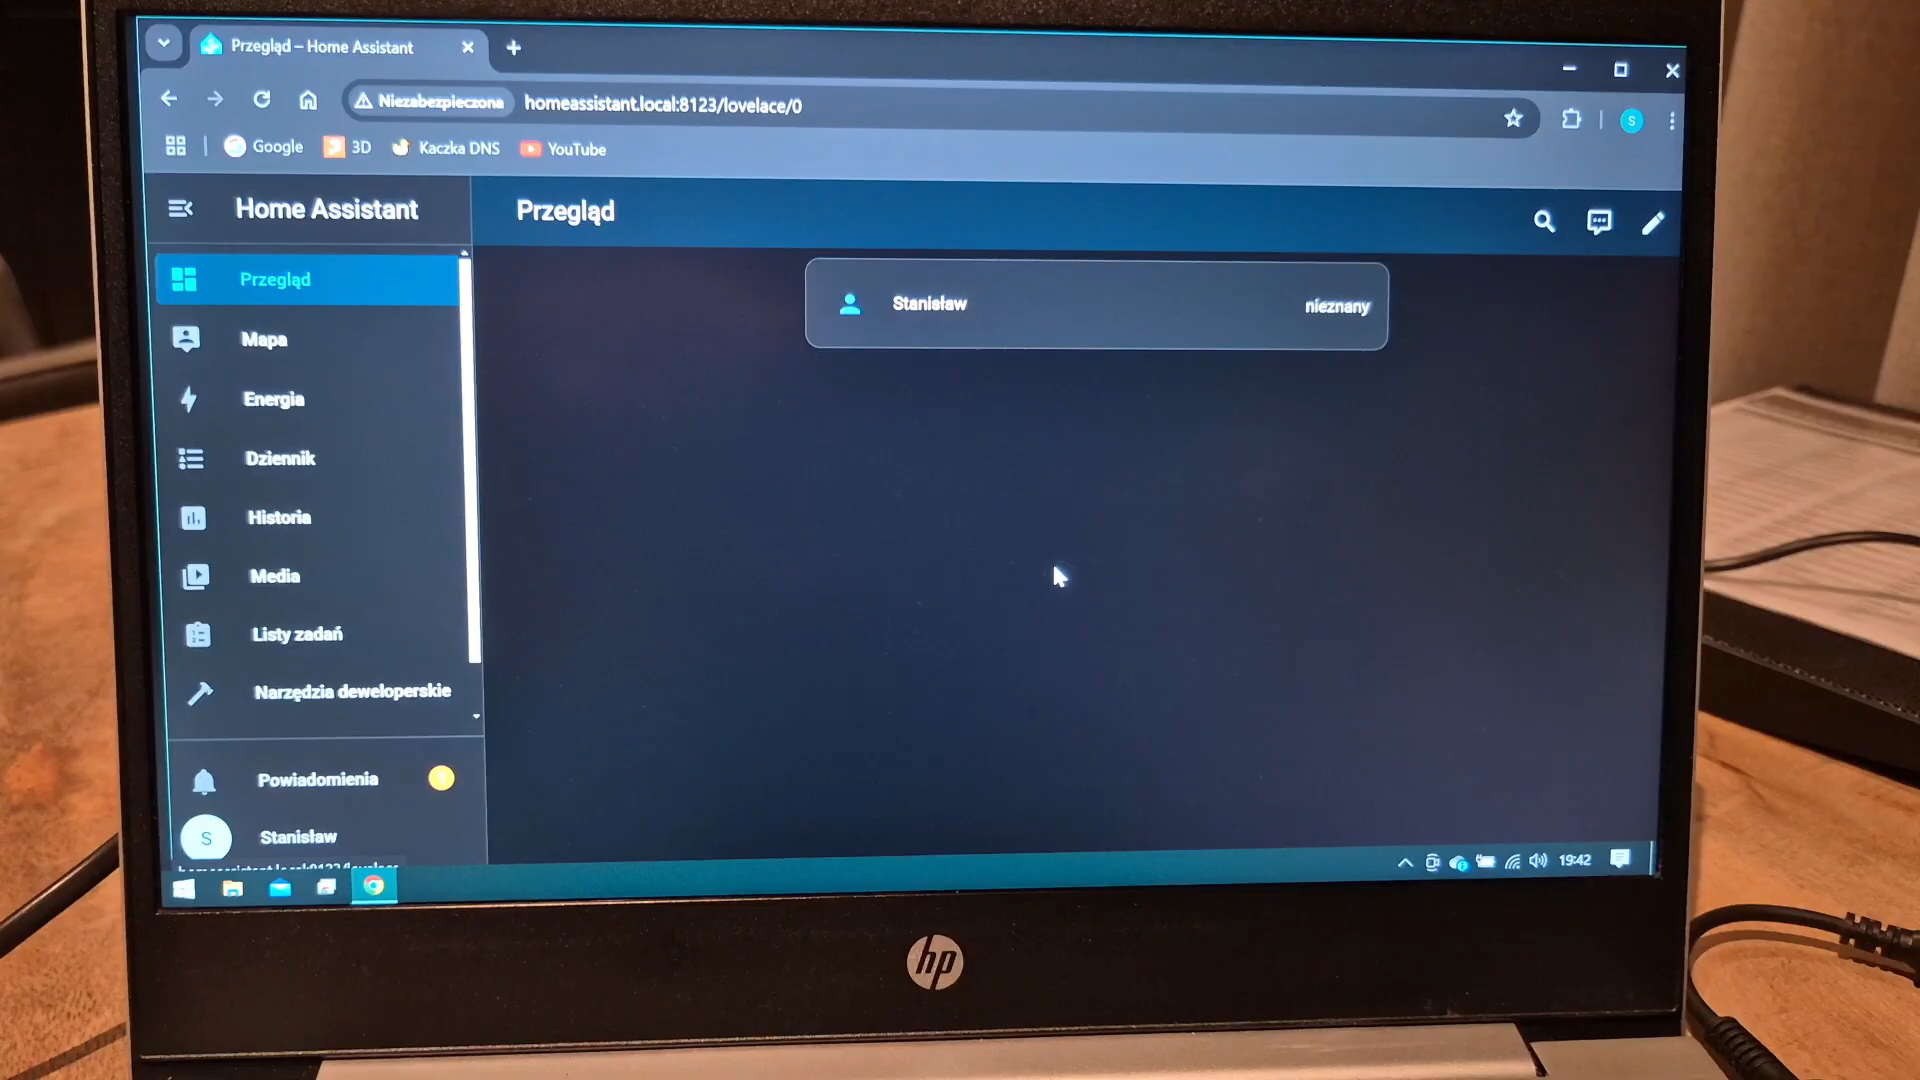 Przegląd – Home Assistant
Niezabezpieczona homeassistant.local:8123/lovelace/0
S
Google 3D Kaczka DNS YouTube
Home Assistant Przegląd
Przegląd
Stanisław nieznany
Mapa
Energia
Dziennik
Historia
Media
Listy zadań
Narzędzia deweloperskie
Powiadomienia
S Stanisław
19:42
hp